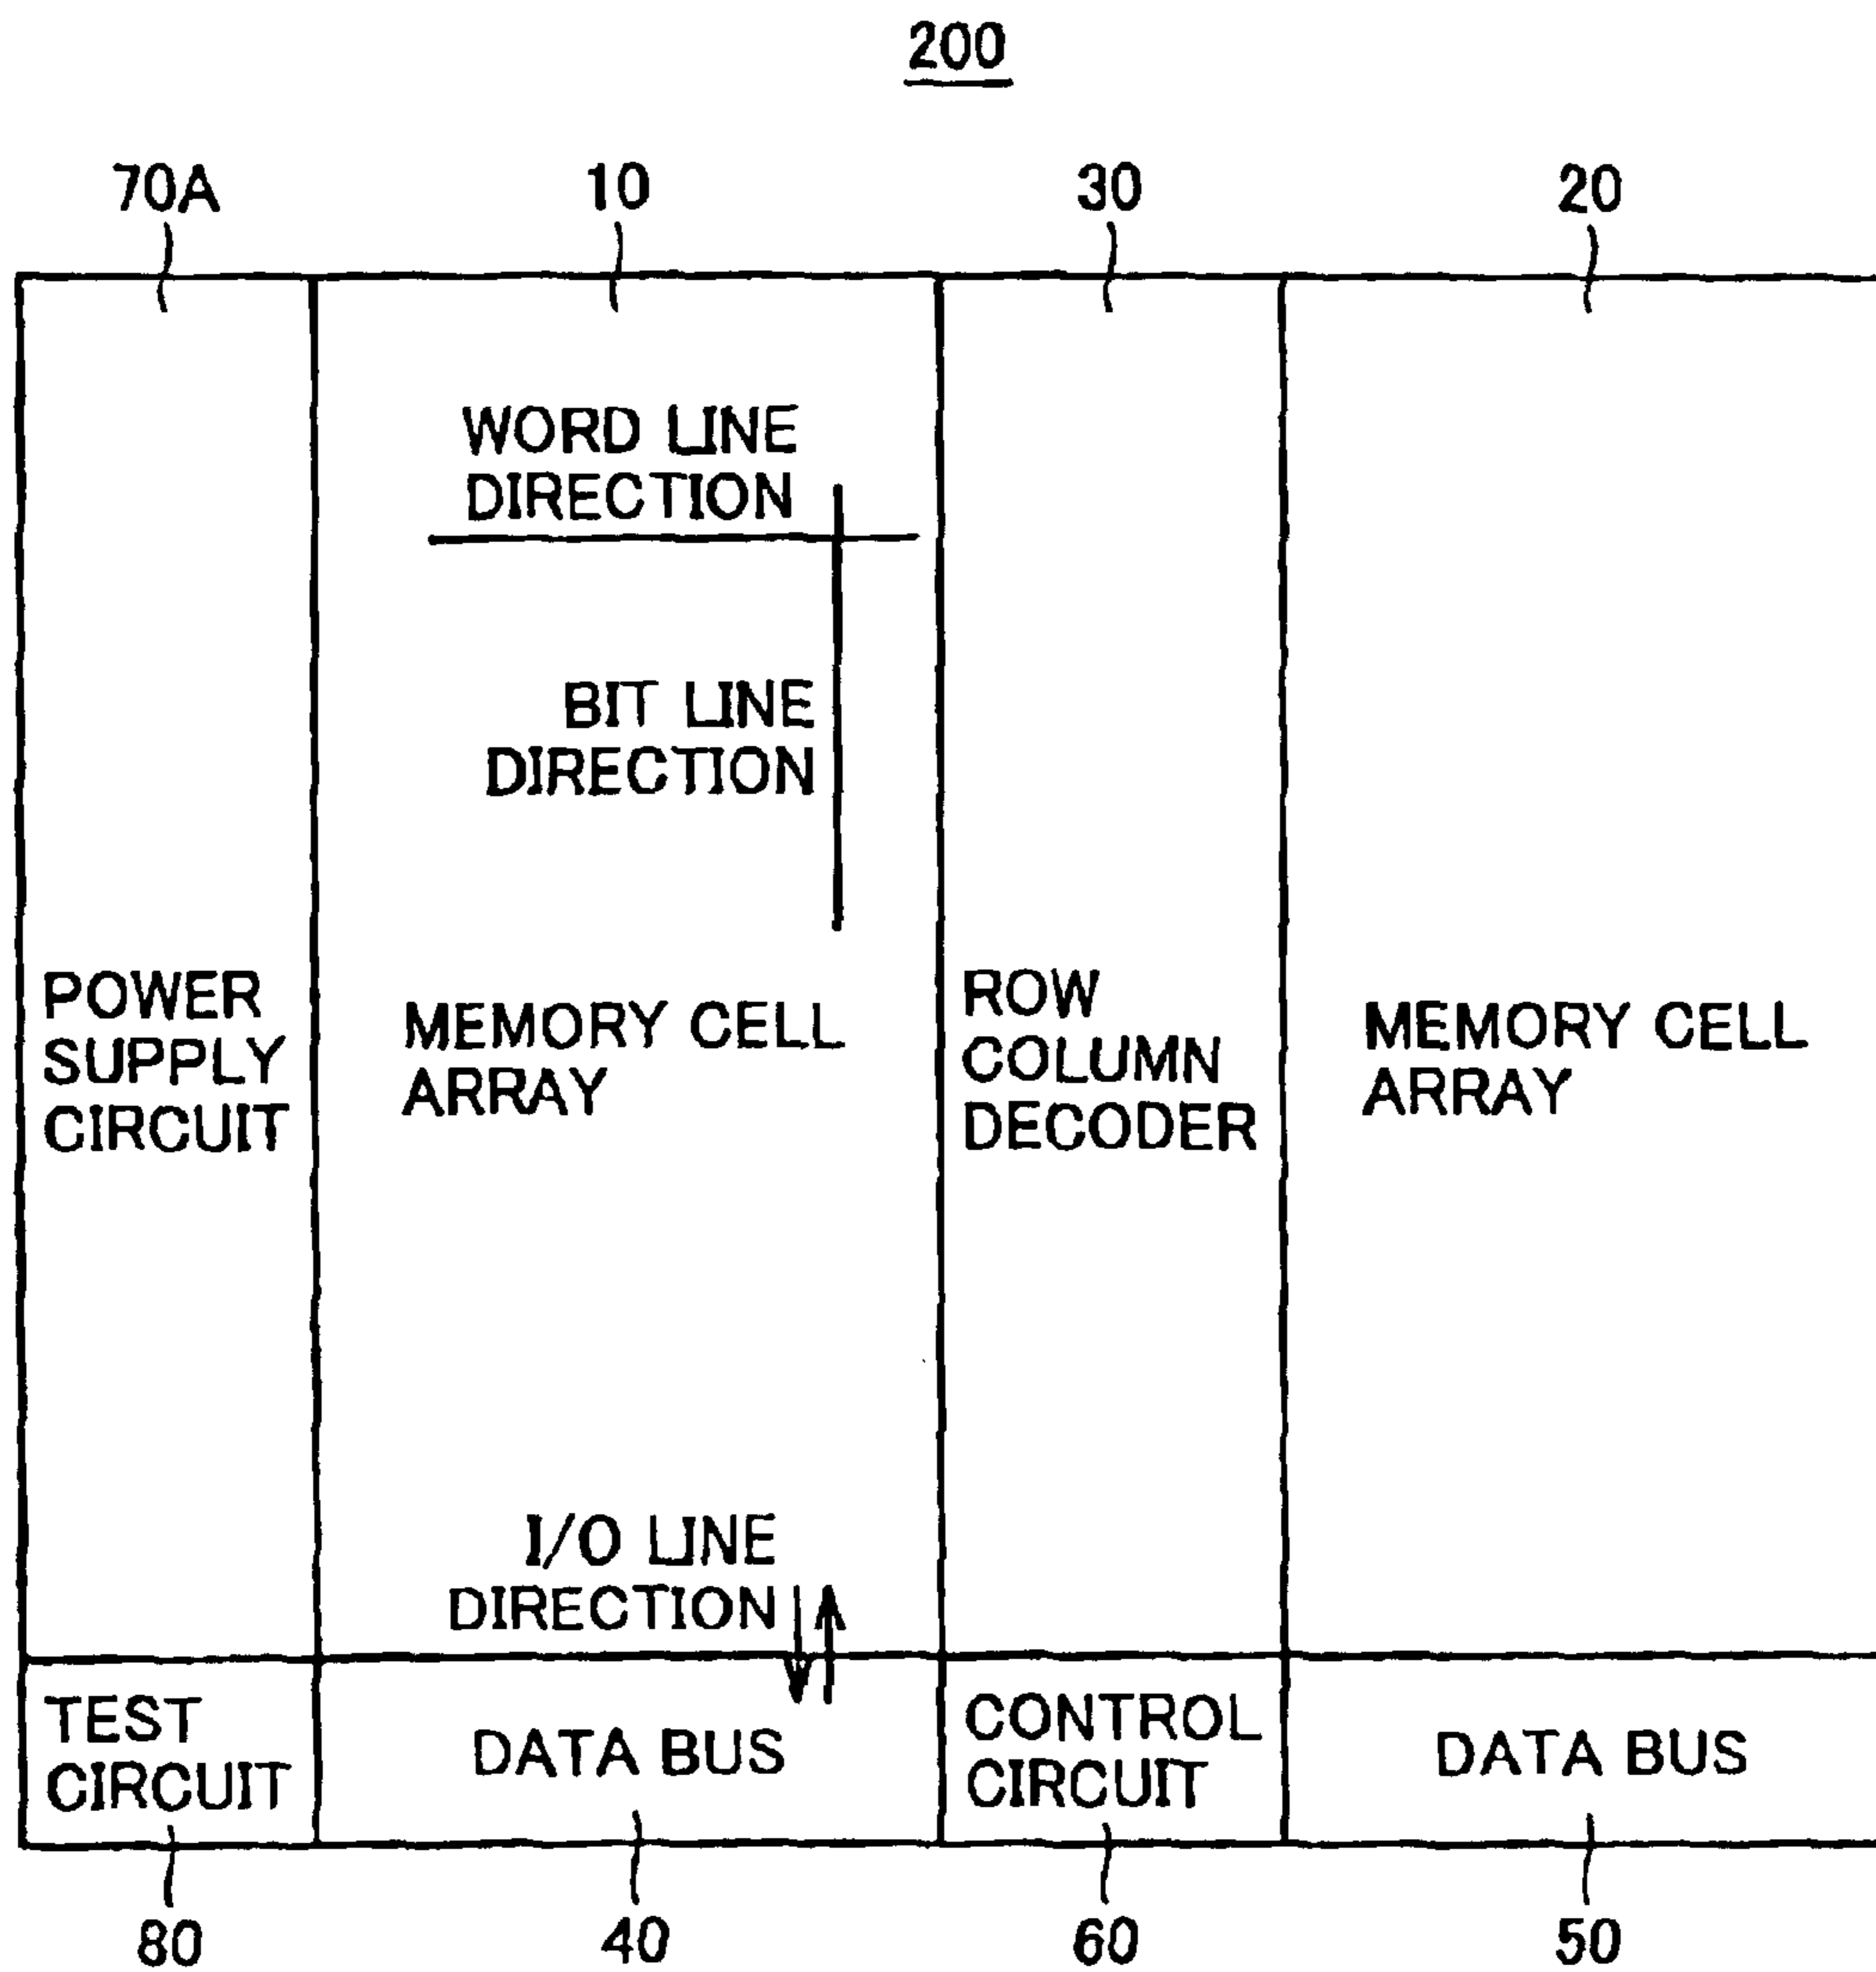 200
70A
10
30
20
WORD LINE
DIRECTION
BIT LINE
DIRECTION
POWER
SUPPLY
CIRCUIT
MEMORY CELL
ARRAY
ROW
COLUMN
DECODER
MEMORY CELL
ARRAY
I/O LINE
DIRECTION
TEST
CIRCUIT
DATA BUS
CONTROL
CIRCUIT
DATA BUS
80
40
60
50